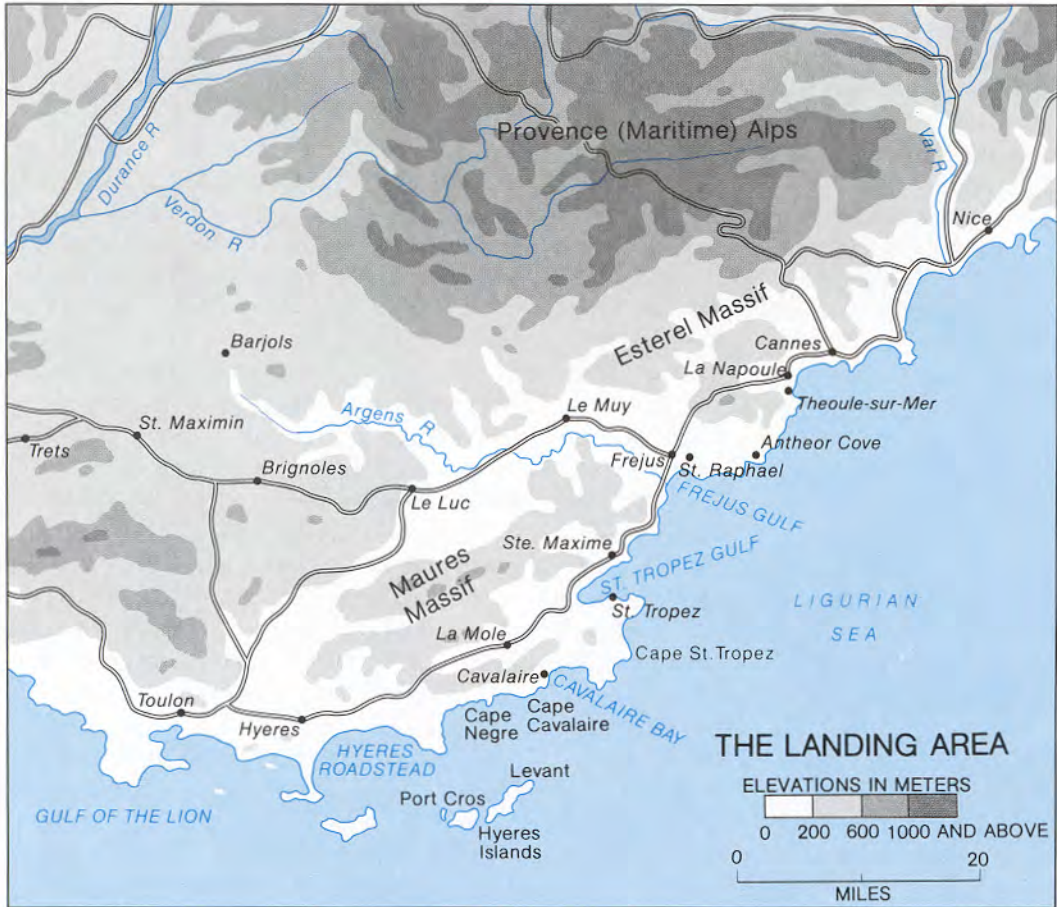 Provence (Maritime) Alps
Durance R
Verdon R
Var R
Nice
Barjols
Esterel Massif
Cannes
La Napoule
Theoule-sur-Mer
Argens R
Le Muy
St. Maximin
Trets
Brignoles
Frejus
St. Raphael
Antheor Cove
Le Luc
FREJUS GULF
Ste. Maxime
Maures
Massif
ST. TROPEZ GULF
St. Tropez
LIGURIAN
SEA
La Mole
Cape St. Tropez
Cavalaire
CAVALAIRE BAY
Toulon
Hyeres
Cape
Negre
Cape
Cavalaire
HYERES
ROADSTEAD
Levant
Port Cros
Hyeres
Islands
GULF OF THE LION
THE LANDING AREA
ELEVATIONS IN METERS
0 200 600 1000 AND ABOVE
0 20
MILES